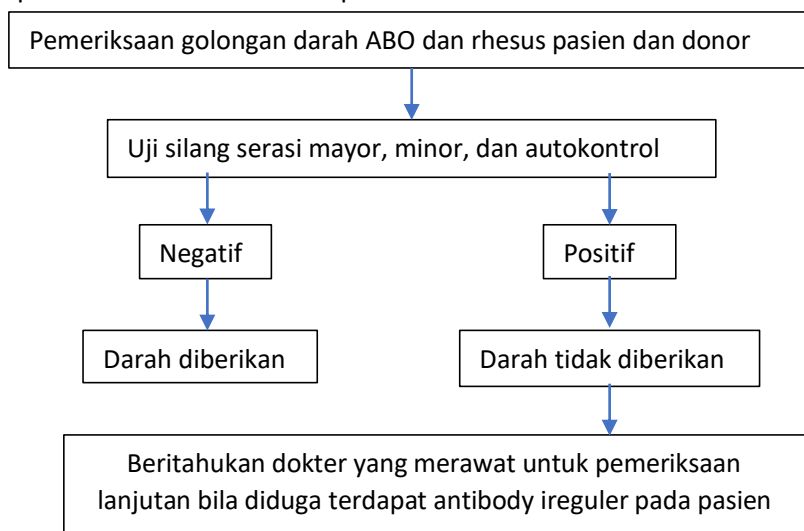 Pemeriksaan golongan darah ABO dan rhesus pasien dan donor
Uji silang serasi mayor, minor, dan autokontrol
Negatif
Positif
Darah diberikan
Darah tidak diberikan
Beritahukan dokter yang merawat untuk pemeriksaan
lanjutan bila diduga terdapat antibody ireguler pada pasien